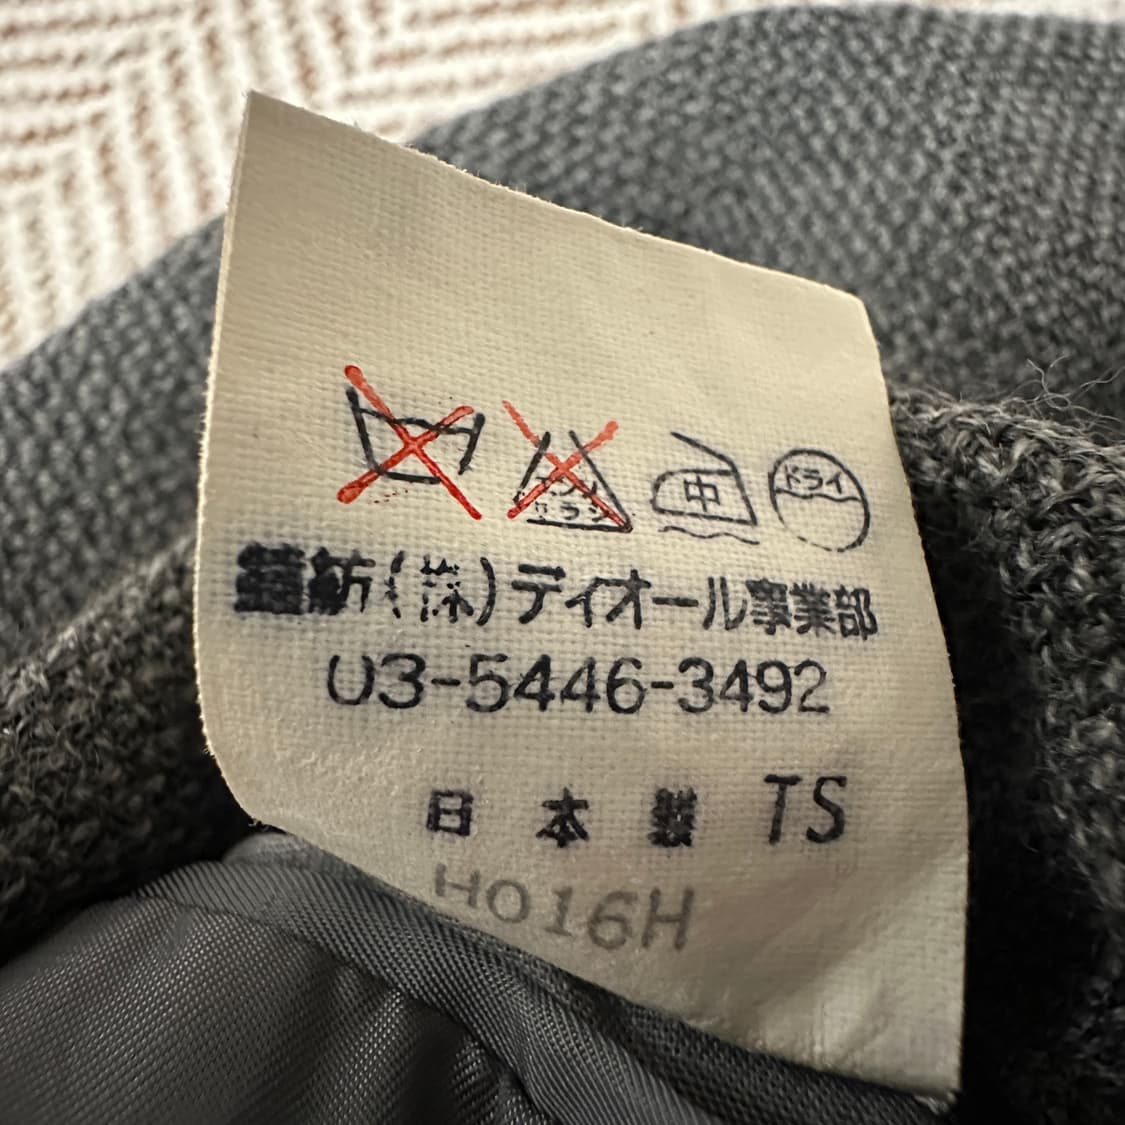 中 ドライ
鐘紡(株)ディオール事業部
03-5446-3492
日本製 TS
H016H